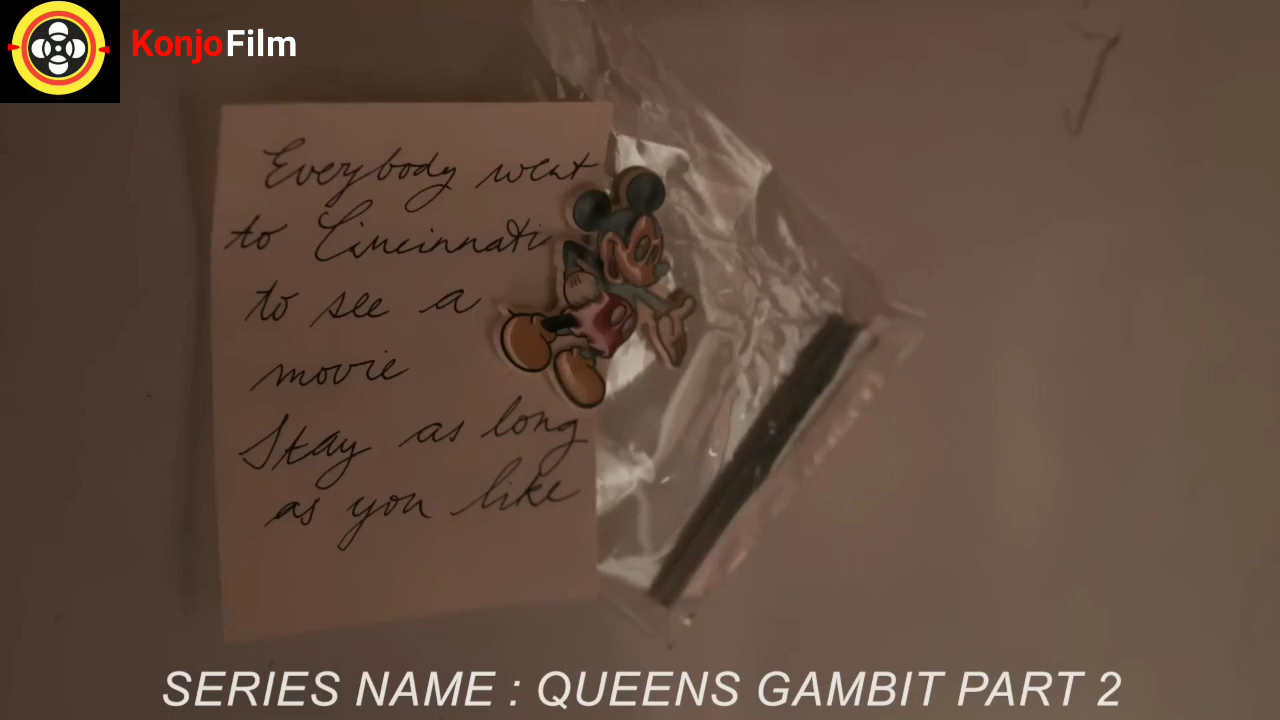 KonjoFilm
Everybody went
to Cincinnati
to see a
movie
Stay as long
as you like
SERIES NAME : QUEENS GAMBIT PART 2